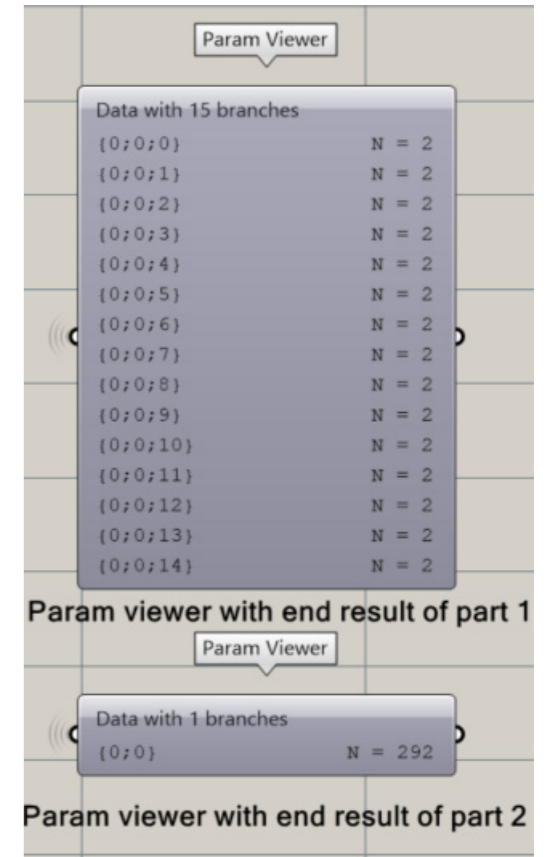 Param Viewer
Data with 15 branches
{0;0;0} N = 2
{0;0;1} N = 2
{0;0;2} N = 2
{0;0;3} N = 2
{0;0;4} N = 2
{0;0;5} N = 2
{0;0;6} N = 2
{0;0;7} N = 2
{0;0;8} N = 2
{0;0;9} N = 2
{0;0;10} N = 2
{0;0;11} N = 2
{0;0;12} N = 2
{0;0;13} N = 2
{0;0;14} N = 2
Param viewer with end result of part 1
Param Viewer
Data with 1 branches
{0;0} N = 292
Param viewer with end result of part 2